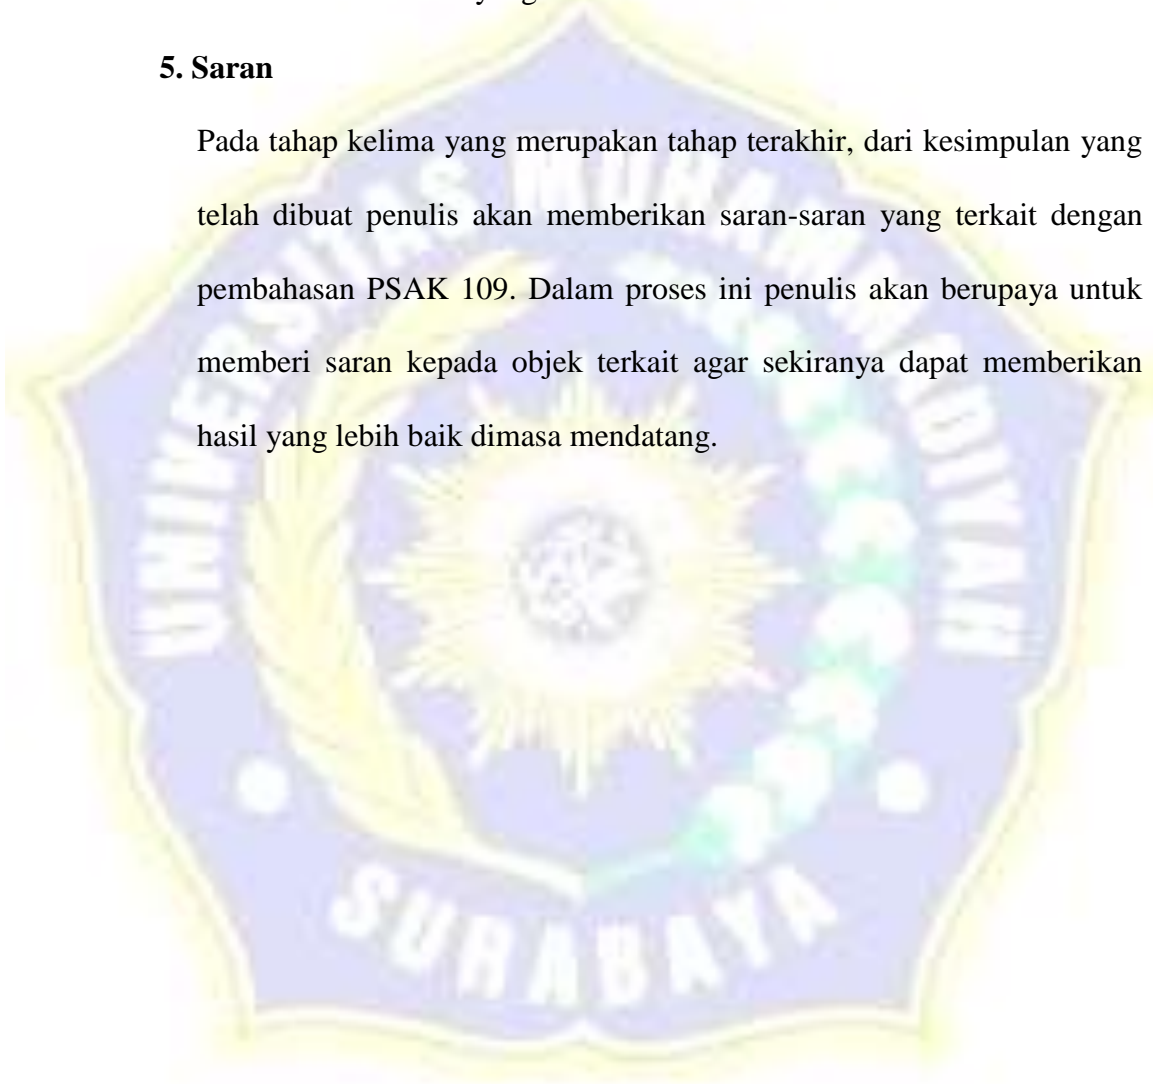 5. Saran
Pada tahap kelima yang merupakan tahap terakhir, dari kesimpulan yang
telah dibuat penulis akan memberikan saran-saran yang terkait dengan
pembahasan PSAK 109. Dalam proses ini penulis akan berupaya untuk
memberi saran kepada objek terkait agar sekiranya dapat memberikan
hasil yang lebih baik dimasa mendatang.
UNIVERSITAS MUHAMMADIYAH
SURABAYA